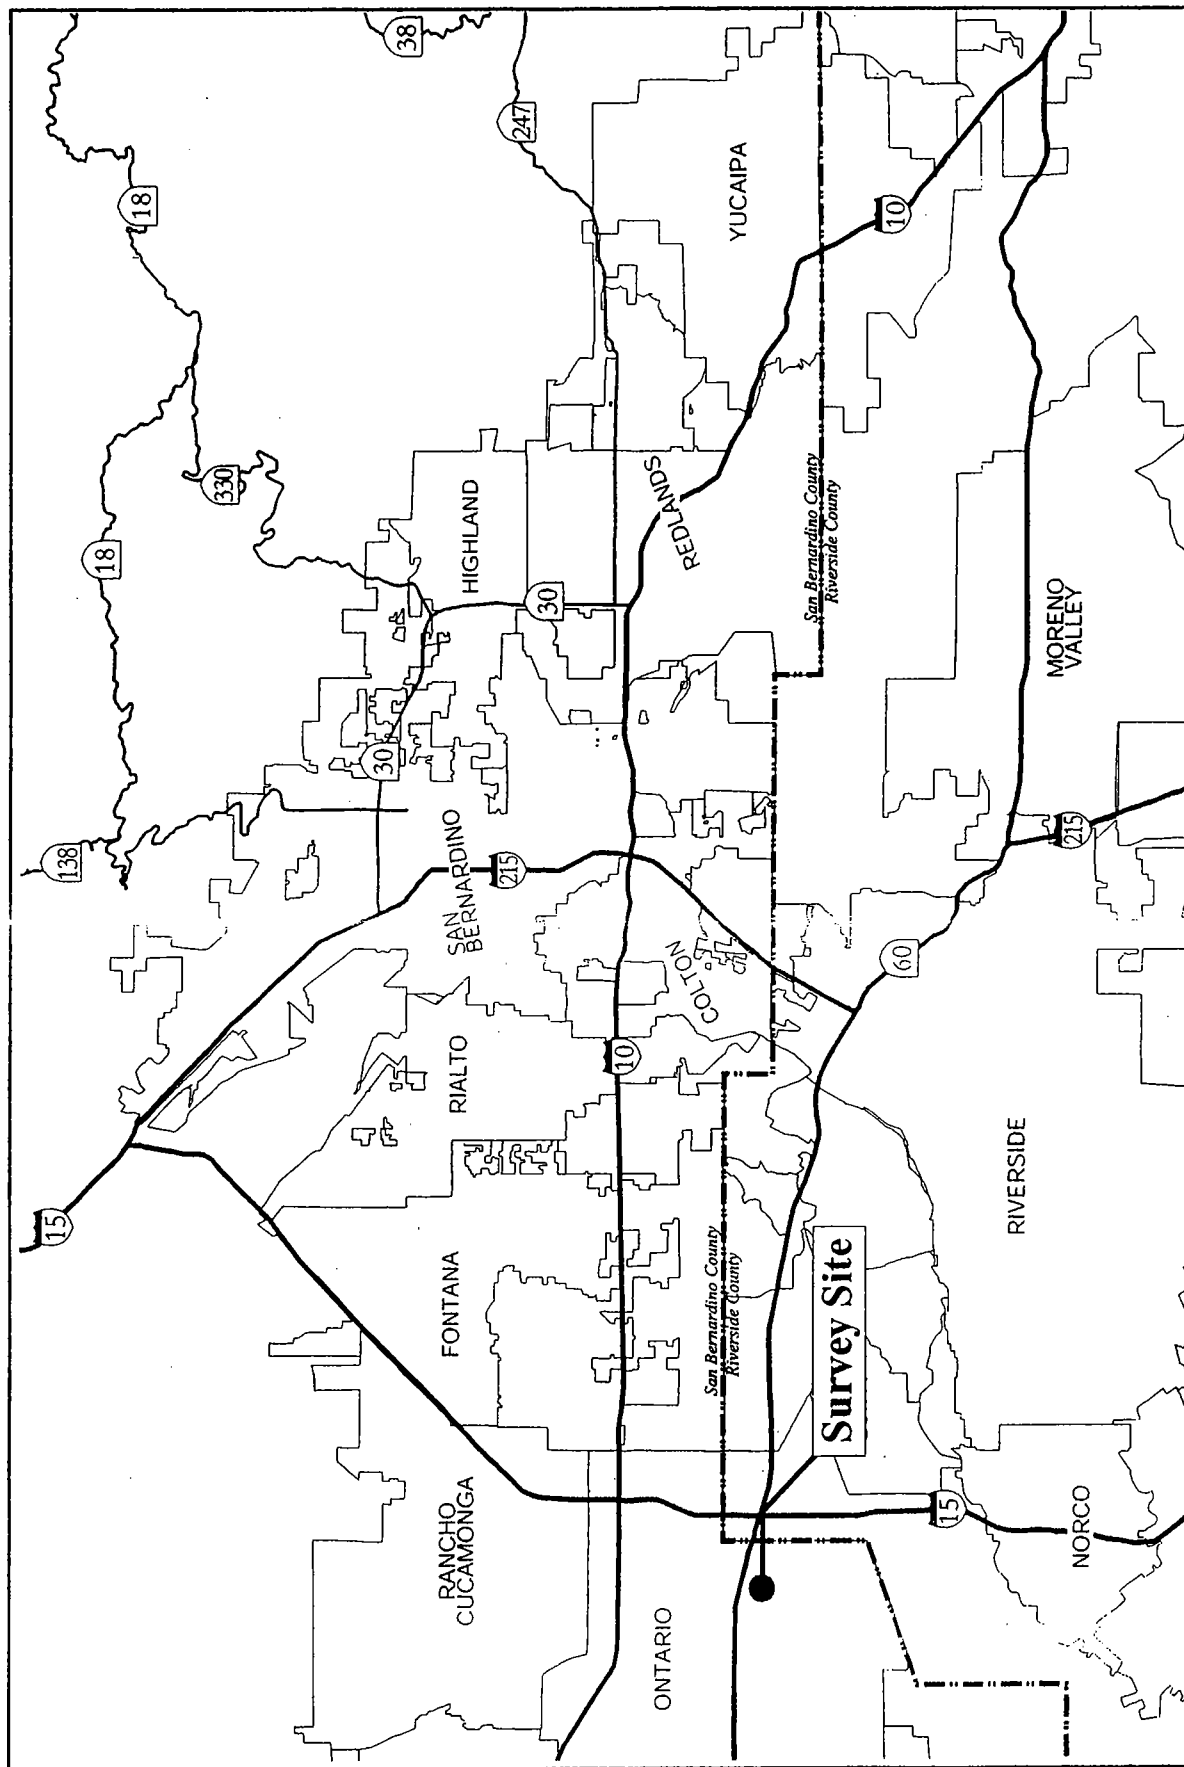 38
247
18
18
330
138
YUCAIPA
10
HIGHLAND
REDLANDS
30
30
San Bernardino County
Riverside County
MORENO
VALLEY
SAN
BERNARDINO
215
215
COLTON
60
RIALTO
10
15
FONTANA
San Bernardino County
Riverside County
RIVERSIDE
Survey Site
RANCHO
CUCAMONGA
ONTARIO
15
NORCO